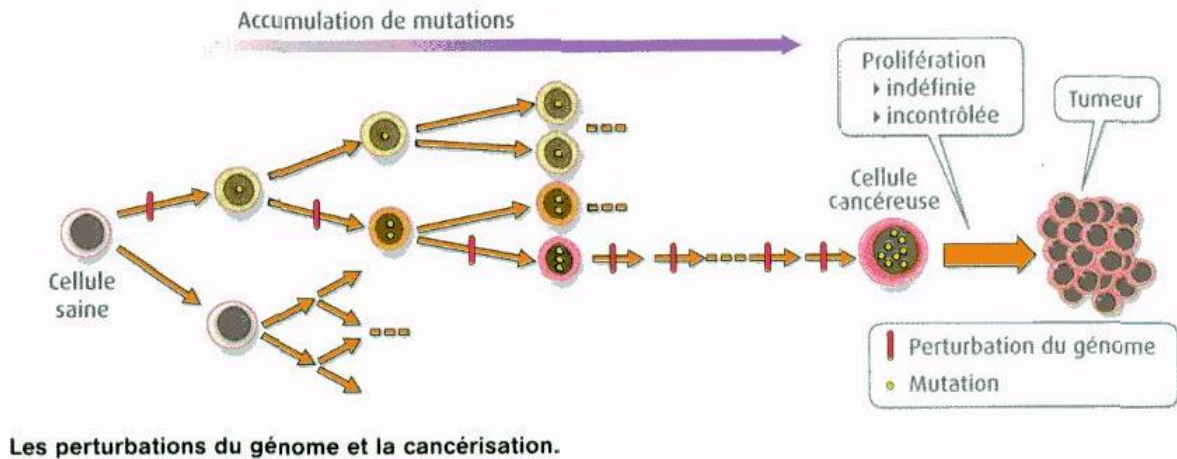 Accumulation de mutations
Prolifération
▸ indéfinie
▸ incontrôlée
Tumeur
Cellule
cancéreuse
Cellule
saine
Perturbation du génome
Mutation
Les perturbations du génome et la cancérisation.